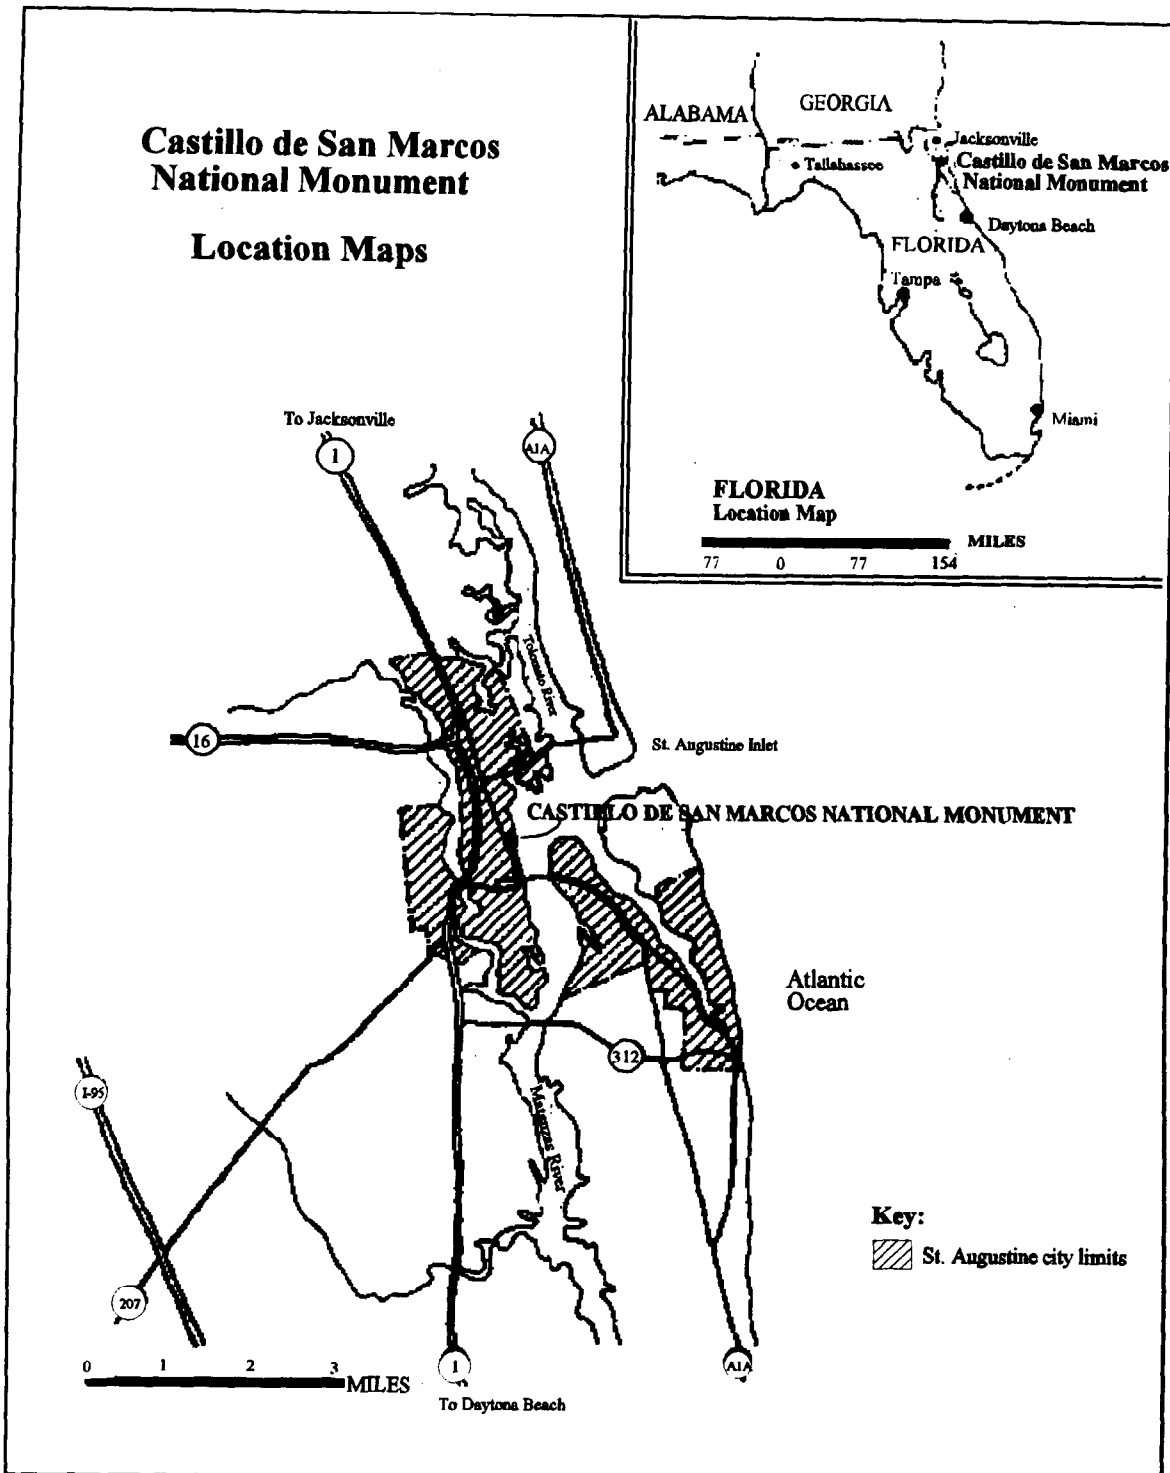 Castillo de San Marcos
National Monument
Location Maps
ALABAMA
GEORGIA
Jacksonville
Tallahassee
Castillo de San Marcos
National Monument
Daytona Beach
FLORIDA
Tampa
Miami
FLORIDA
Location Map
MILES
77 0 77 154
To Jacksonville
1
A1A
Tolomato River
16
St. Augustine Inlet
CASTILLO DE SAN MARCOS NATIONAL MONUMENT
Atlantic
Ocean
312
I-95
Matanzas River
Key:
St. Augustine city limits
207
0 1 2 3
MILES
1
A1A
To Daytona Beach